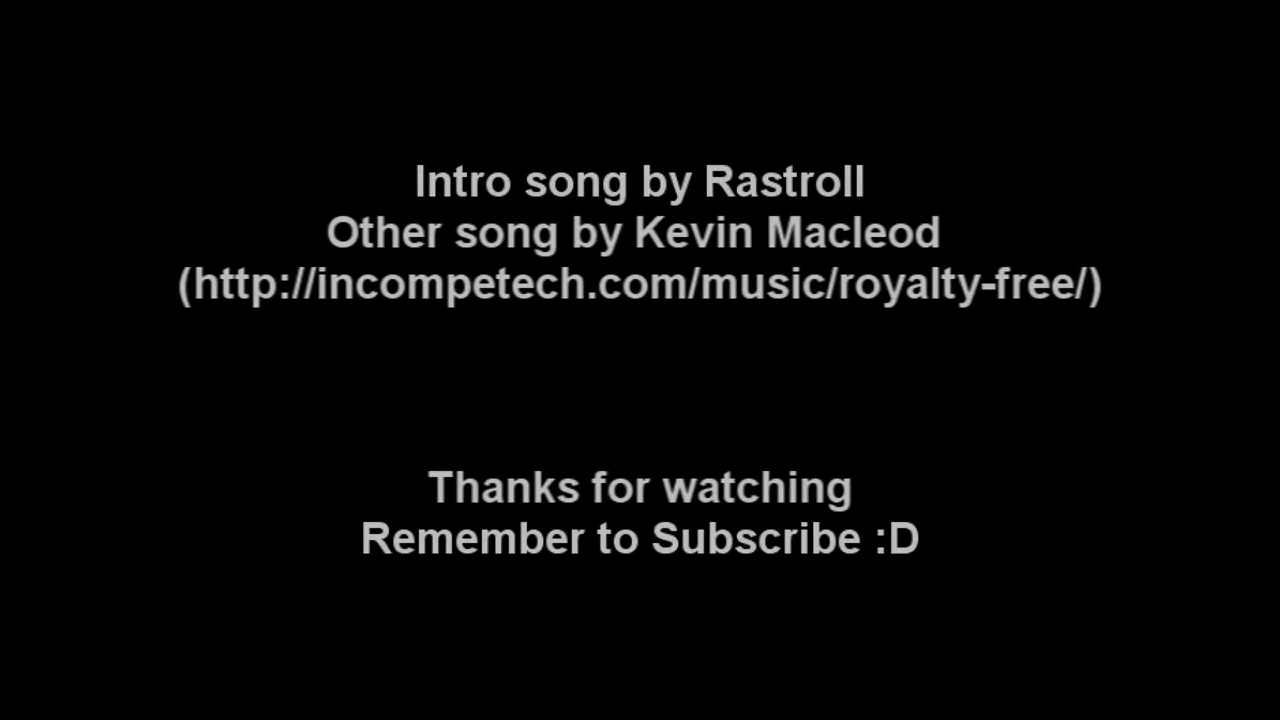 Intro song by Rastroll
Other song by Kevin Macleod
(http://incompetech.com/music/royalty-free/)
Thanks for watching
Remember to Subscribe :D